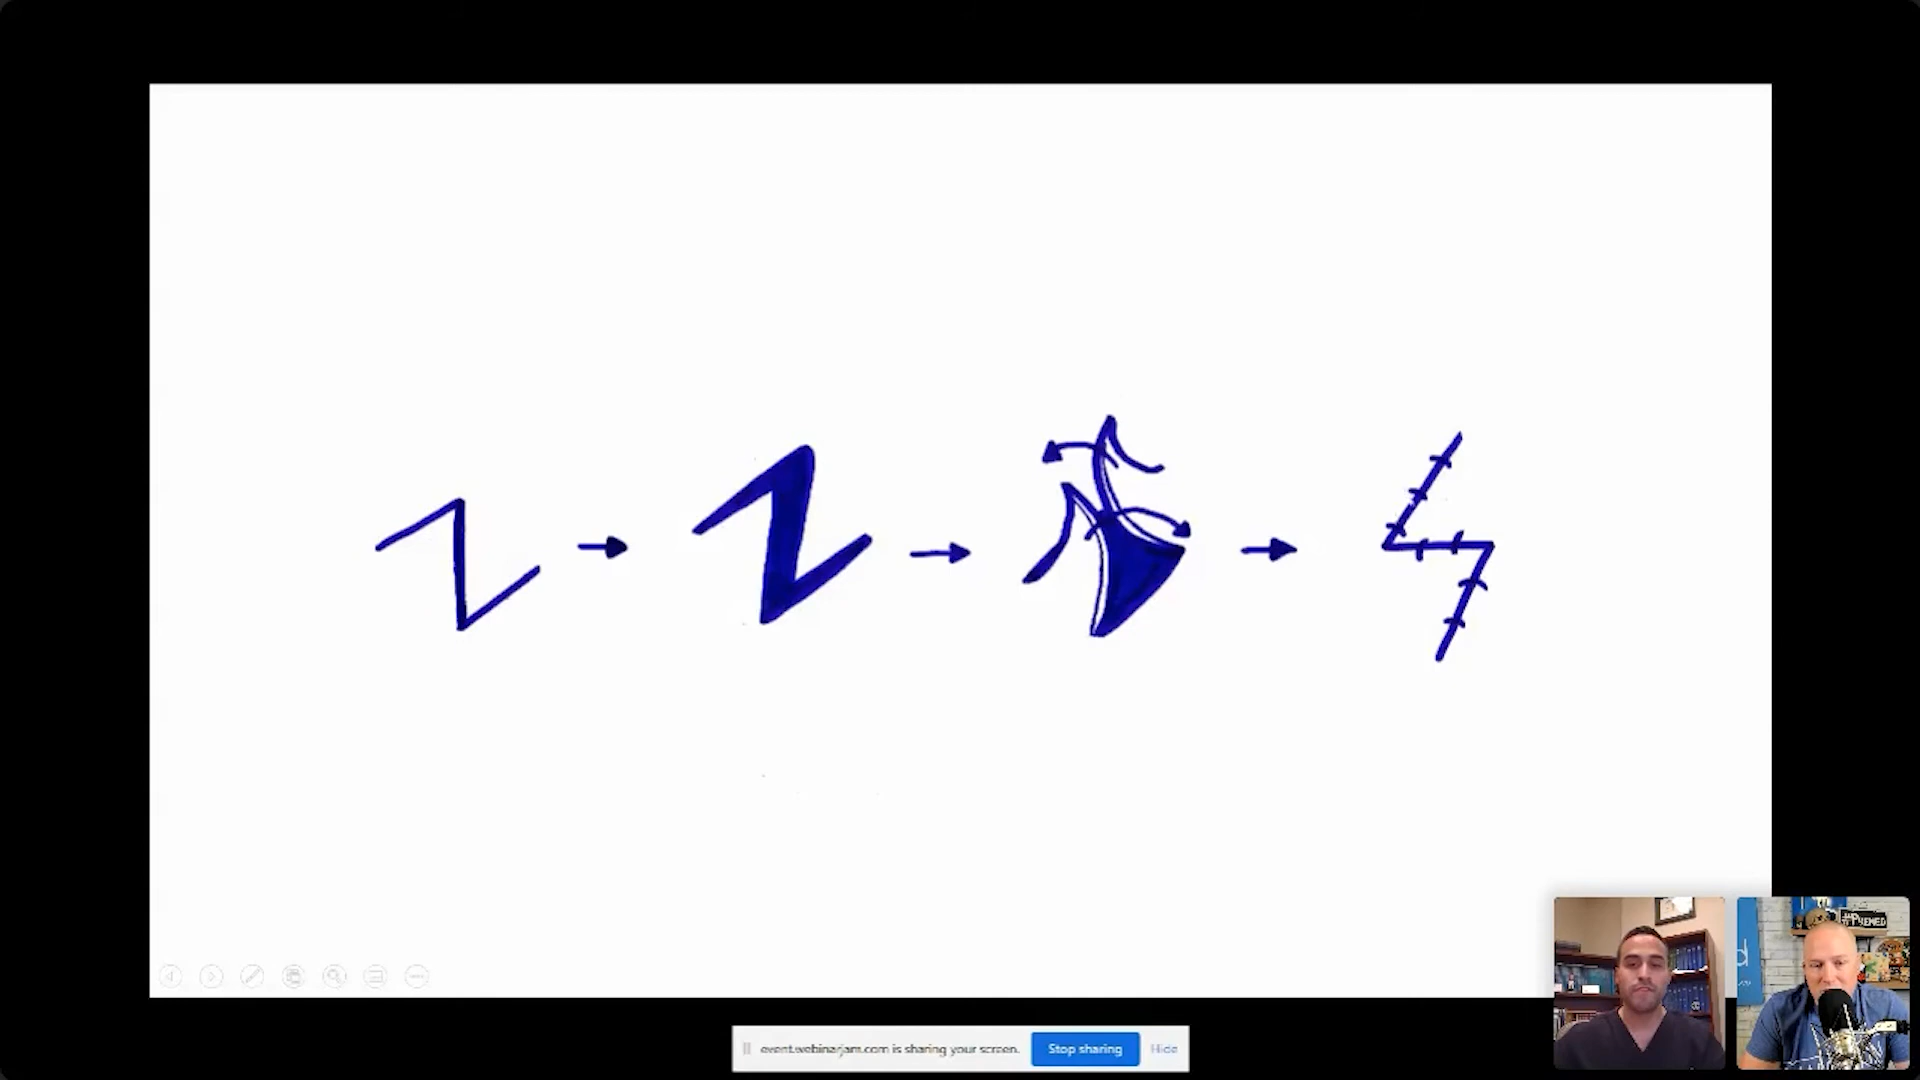 #PREMED
d
event.webinarjam.com is sharing your screen.
Stop sharing
Hide